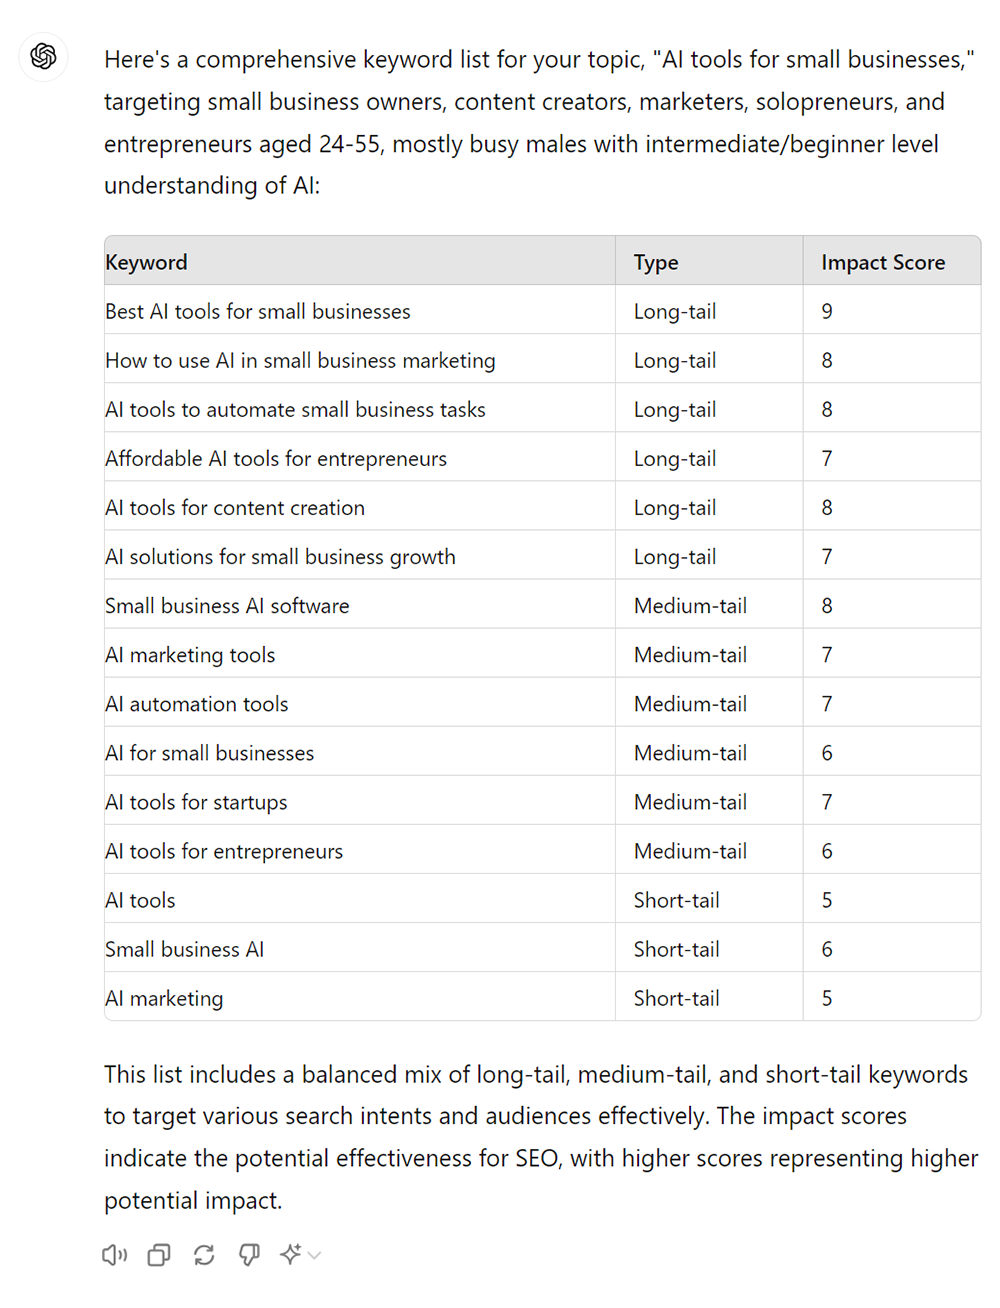 Here's a comprehensive keyword list for your topic, "AI tools for small businesses,"
targeting small business owners, content creators, marketers, solopreneurs, and
entrepreneurs aged 24-55, mostly busy males with intermediate/beginner level
understanding of AI:
Keyword Type Impact Score
Best AI tools for small businesses Long-tail 9
How to use AI in small business marketing Long-tail 8
AI tools to automate small business tasks Long-tail 8
Affordable AI tools for entrepreneurs Long-tail 7
AI tools for content creation Long-tail 8
AI solutions for small business growth Long-tail 7
Small business AI software Medium-tail 8
AI marketing tools Medium-tail 7
AI automation tools Medium-tail 7
AI for small businesses Medium-tail 6
AI tools for startups Medium-tail 7
AI tools for entrepreneurs Medium-tail 6
AI tools Short-tail 5
Small business AI Short-tail 6
AI marketing Short-tail 5
This list includes a balanced mix of long-tail, medium-tail, and short-tail keywords
to target various search intents and audiences effectively. The impact scores
indicate the potential effectiveness for SEO, with higher scores representing higher
potential impact.